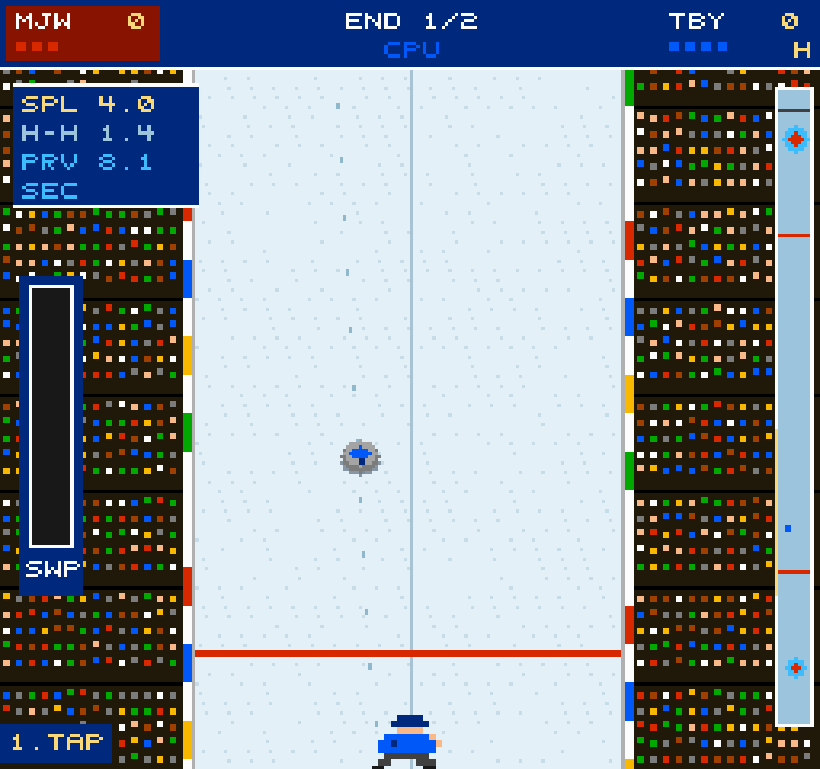 MJW 0
END 1/2
CPU
TBY 0
H
SPL 4.0
H-H 1.4
PRV 8.1
SEC
SWP
1.TAP